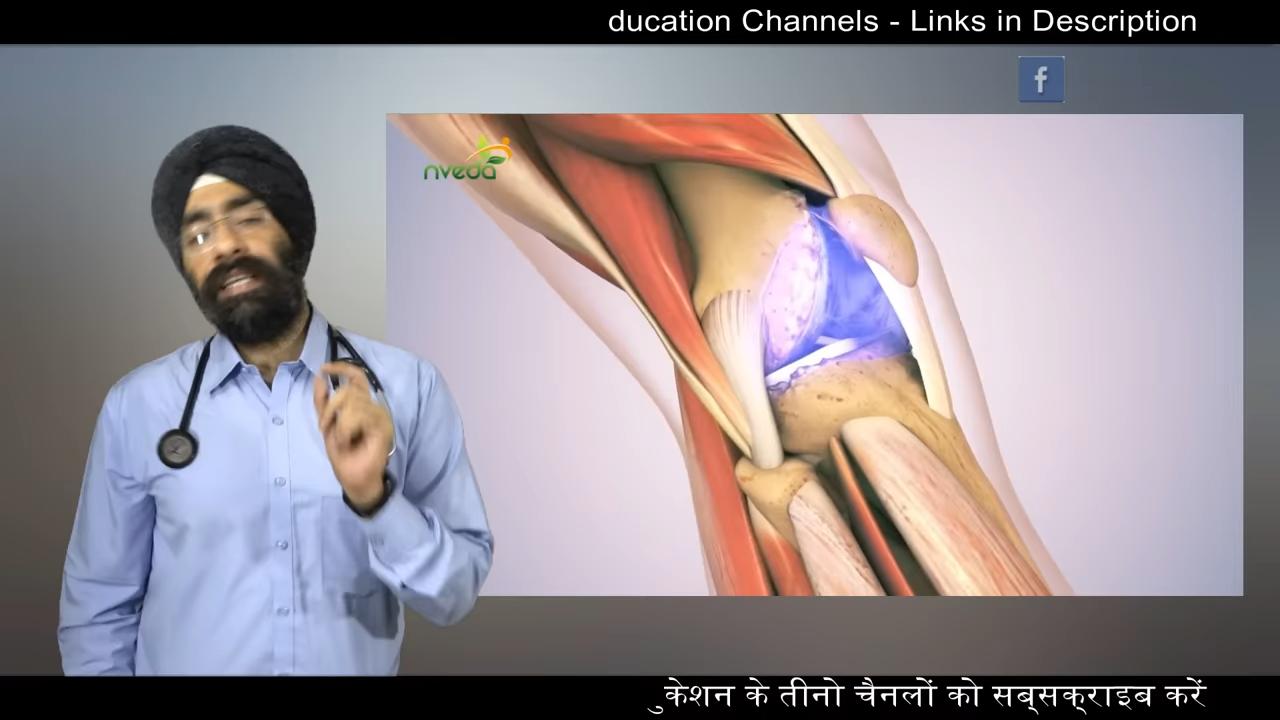 ducation Channels - Links in Description
f
nveda
ुकेशन के तीनो चैनलों को सब्सक्राइब करें